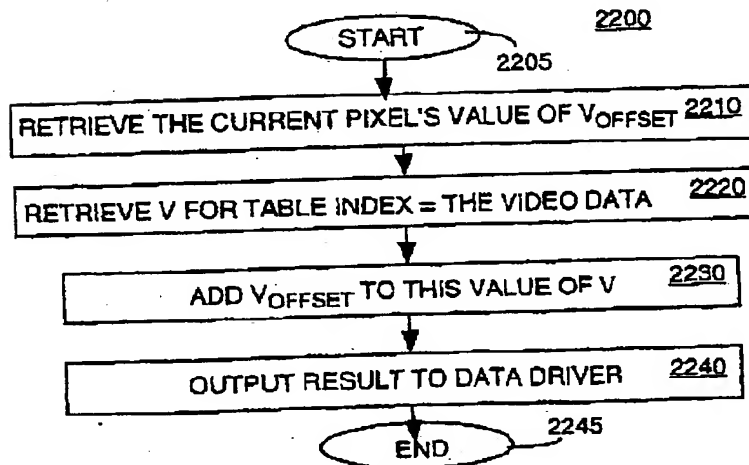 2200
START
2205
RETRIEVE THE CURRENT PIXEL'S VALUE OF VOFFSET 2210
RETRIEVE V FOR TABLE INDEX = THE VIDEO DATA 2220
ADD VOFFSET TO THIS VALUE OF V 2230
OUTPUT RESULT TO DATA DRIVER 2240
END
2245